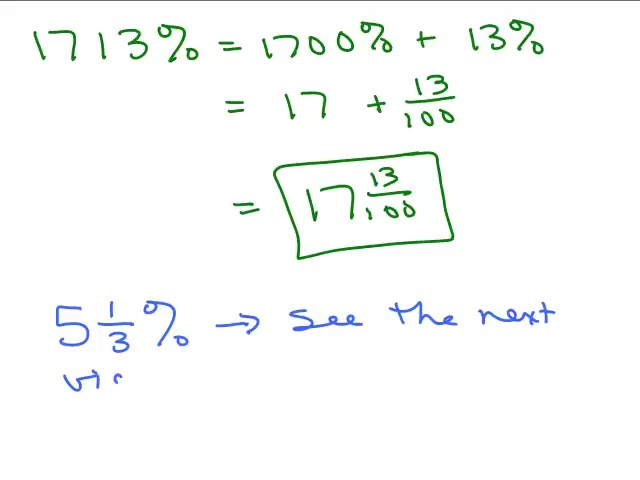 1713% = 1700% + 13%
= 17 + 13/100
= 17 13/100
5 1/3 % → See the next